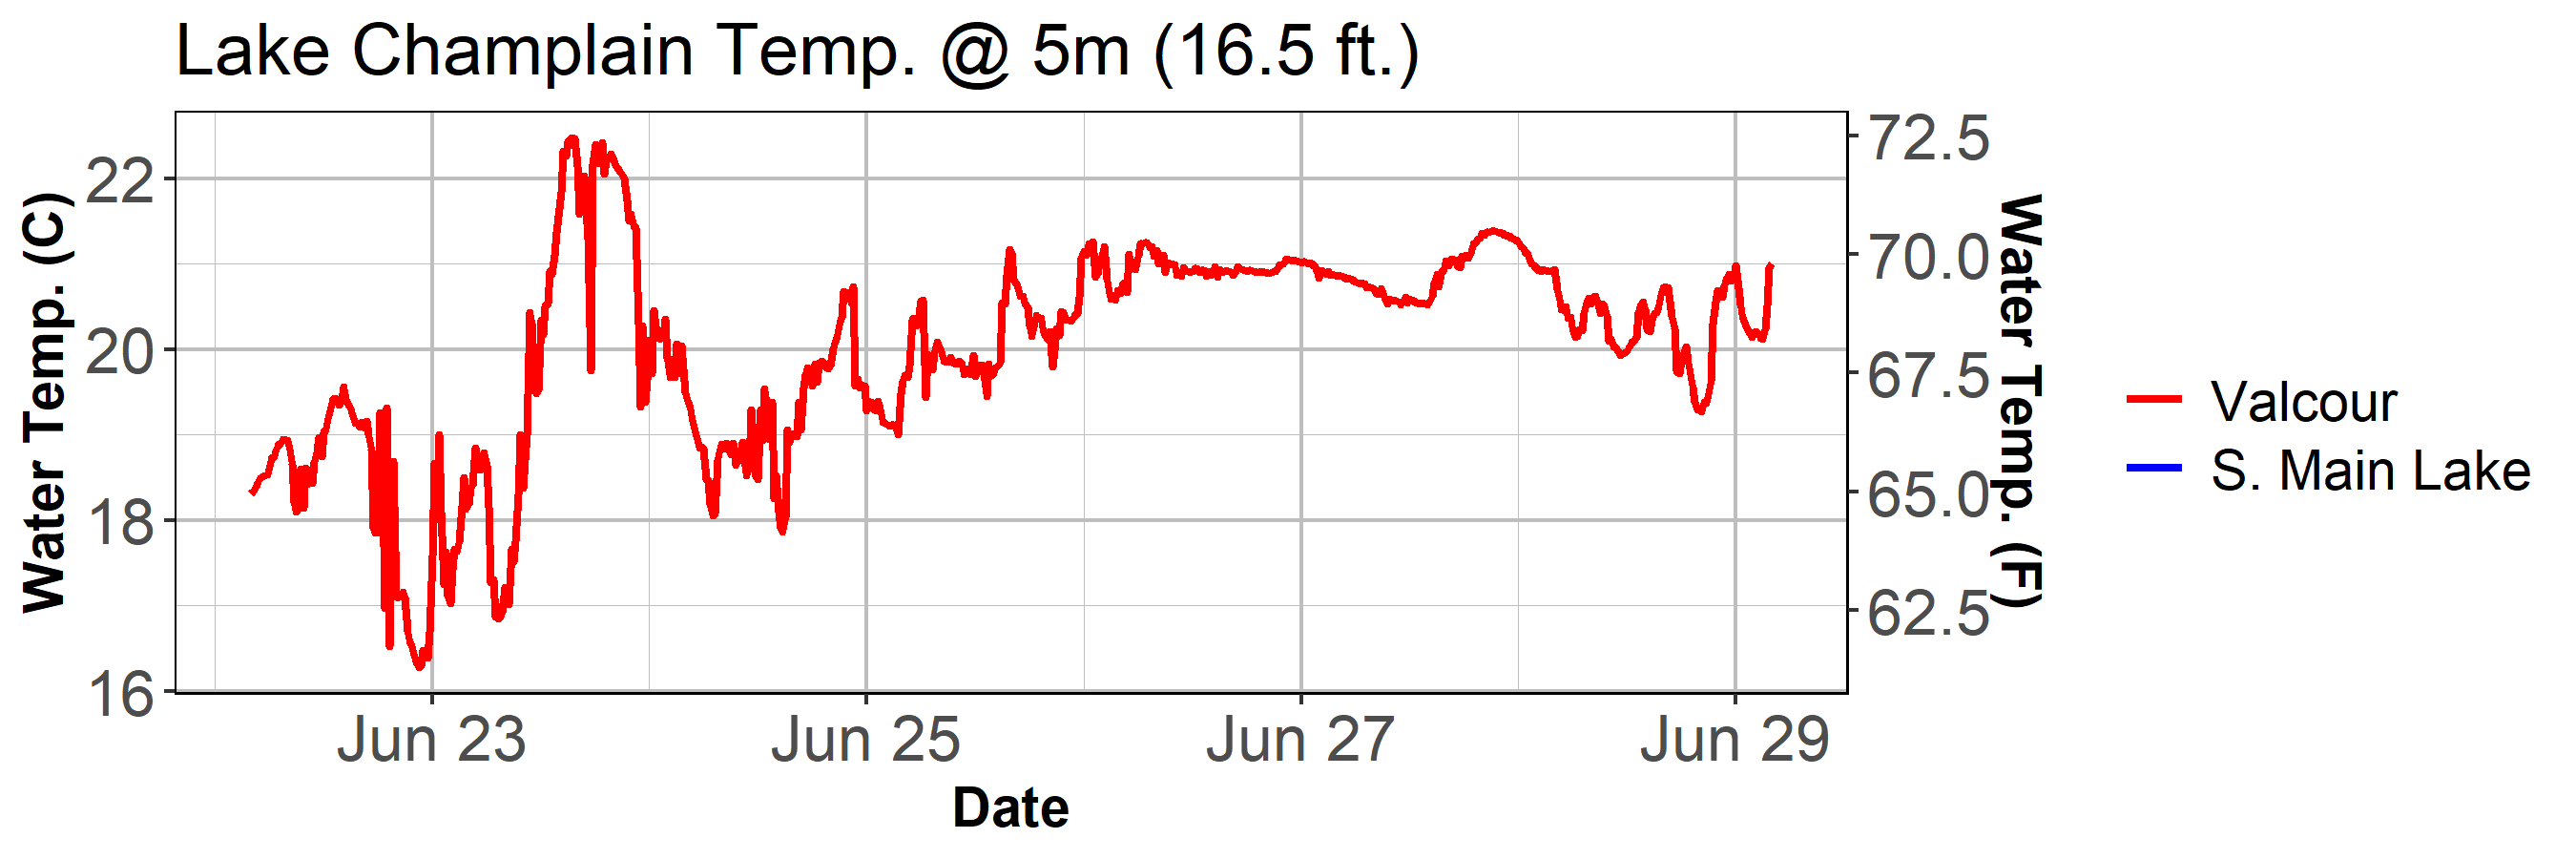 Lake Champlain Temp. @ 5m (16.5 ft.)
Water Temp. (C)
22
20
18
16
72.5
70.0
67.5
65.0
62.5
Water Temp. (F)
Jun 23
Jun 25
Jun 27
Jun 29
Date
Valcour
S. Main Lake